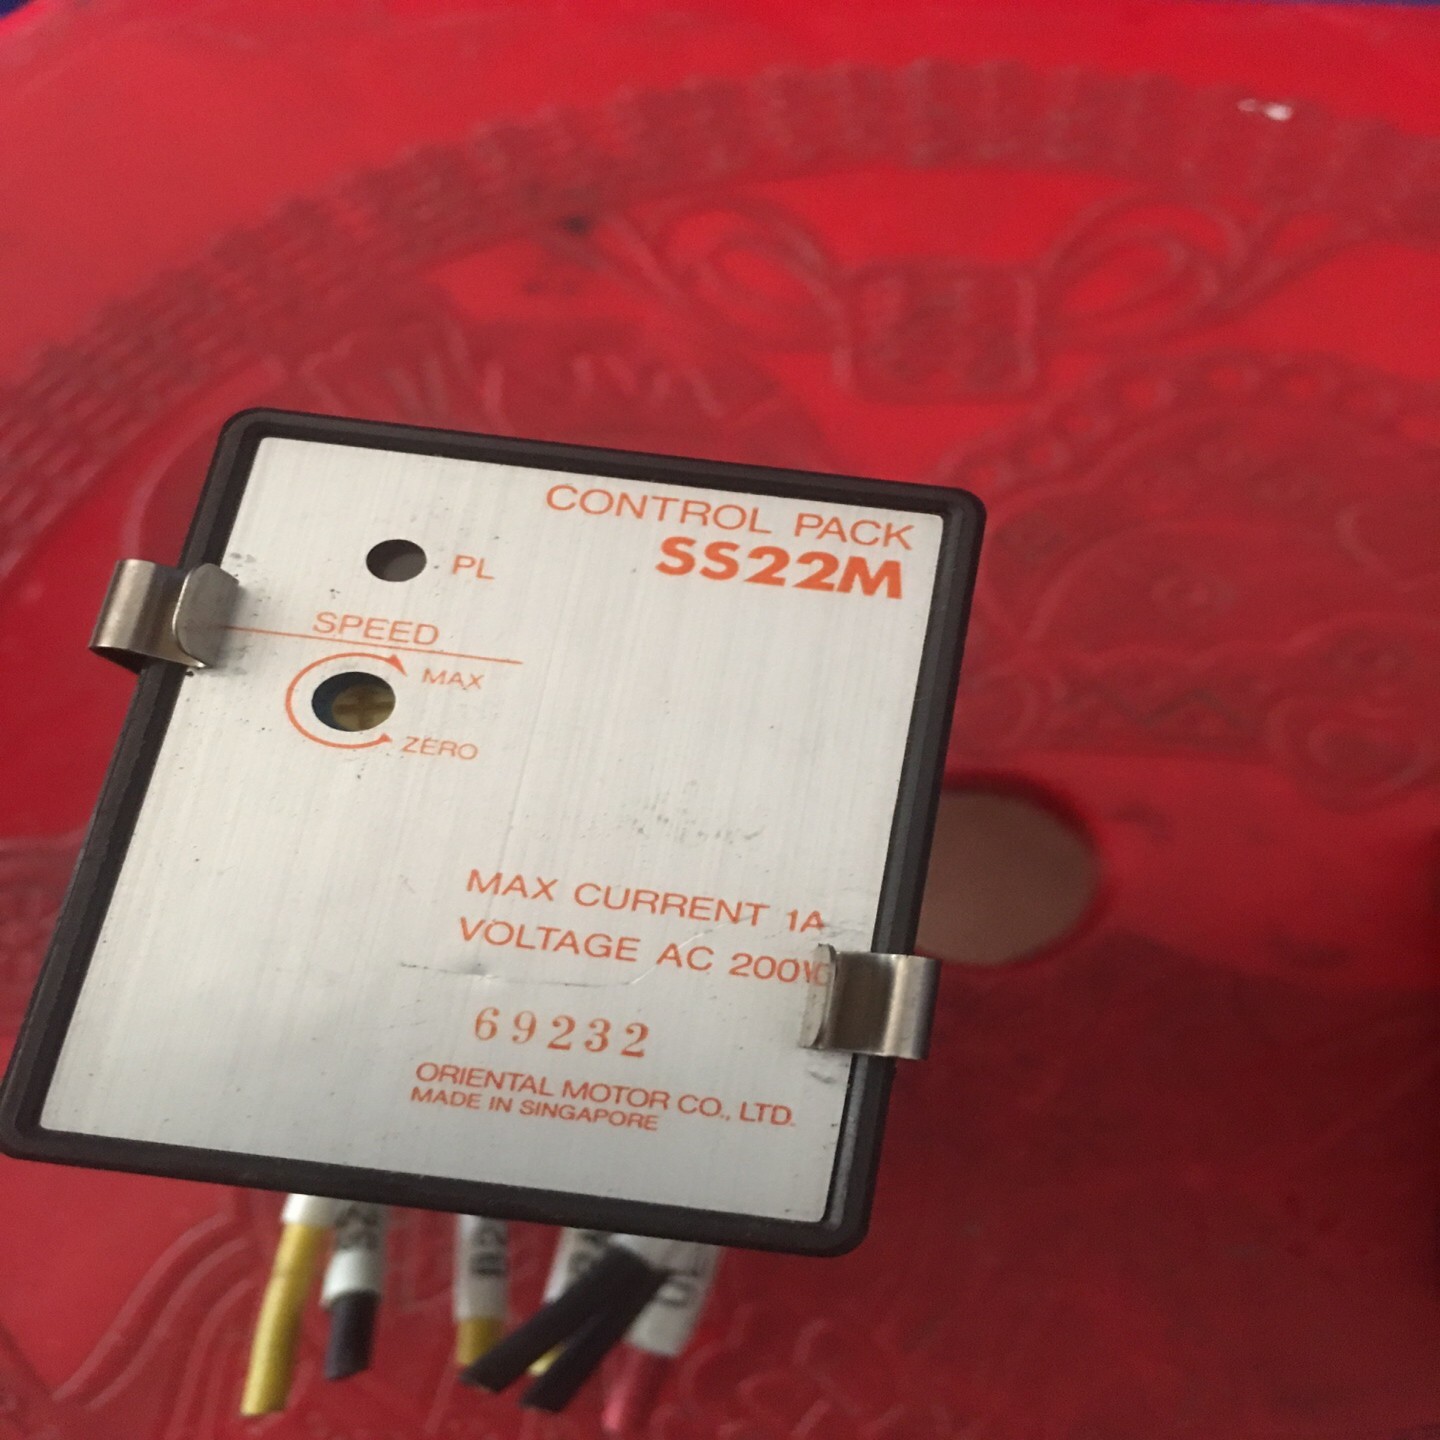 CONTROL PACK
SS22M
PL
SPEED
MAX
ZERO
MAX CURRENT 1A
VOLTAGE AC 200V
69232
ORIENTAL MOTOR CO., LTD.
MADE IN SINGAPORE